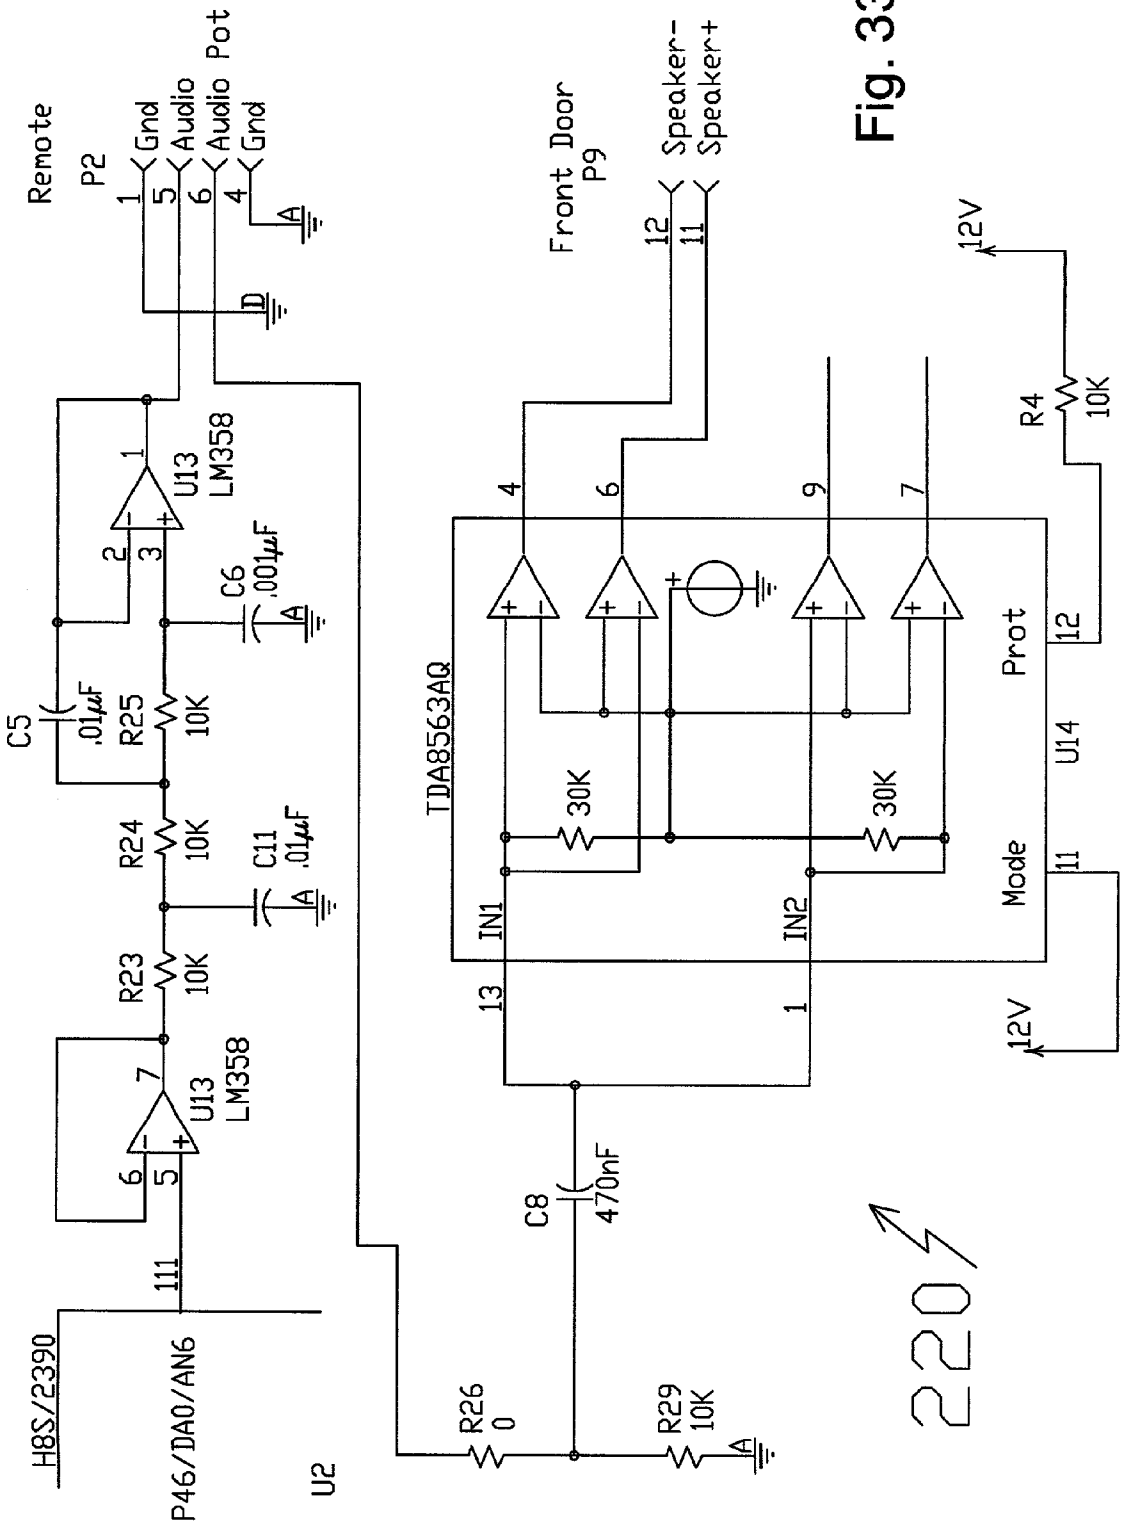 H8S/2390
P46/DA0/AN6
U2
111
6
5
7
-
+
U13
LM358
R23
10K
C11
.01µF
A
R24
10K
C5
.01µF
R25
10K
C6
.001µF
A
2
3
1
-
+
U13
LM358
Remote
P2
1
Gnd
5
Audio
6
Audio Pot
4
Gnd
D
A
R26
0
R29
10K
A
C8
470nF
13
IN1
1
IN2
TDA8563AQ
30K
30K
+
-
+
-
+
+
-
+
-
4
6
9
7
Mode
11
U14
Prot
12
12V
R4
10K
12V
Front Door
P9
12
Speaker-
11
Speaker+
220
Fig. 33